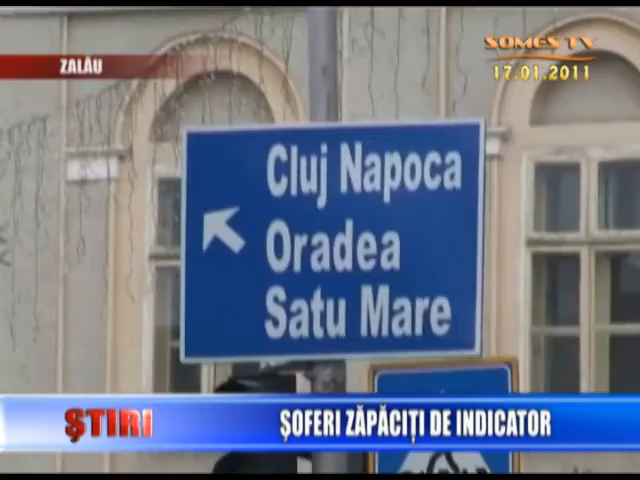 ZALĂU
SOMEȘ TV
17.01.2011
Cluj Napoca
Oradea
Satu Mare
ȘTIRI
ȘOFERI ZĂPĂCIȚI DE INDICATOR